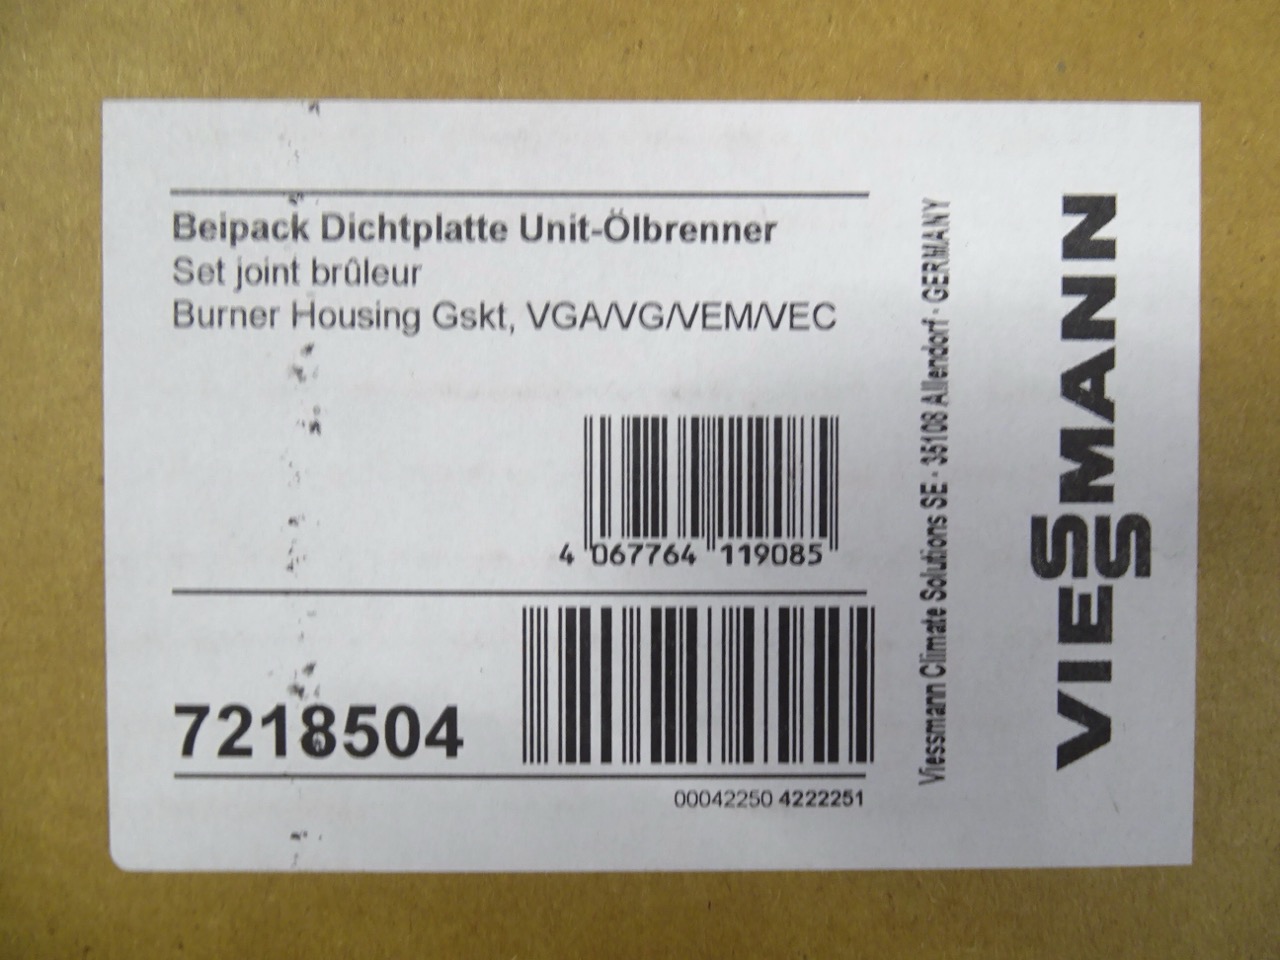 Beipack Dichtplatte Unit-Ölbrenner
Set joint brûleur
Burner Housing Gskt, VGA/VG/VEM/VEC
4 067764 119085
7218504
00042250 4222251
Viessmann Climate Solutions SE · 35108 Allendorf · GERMANY
VIESSMANN